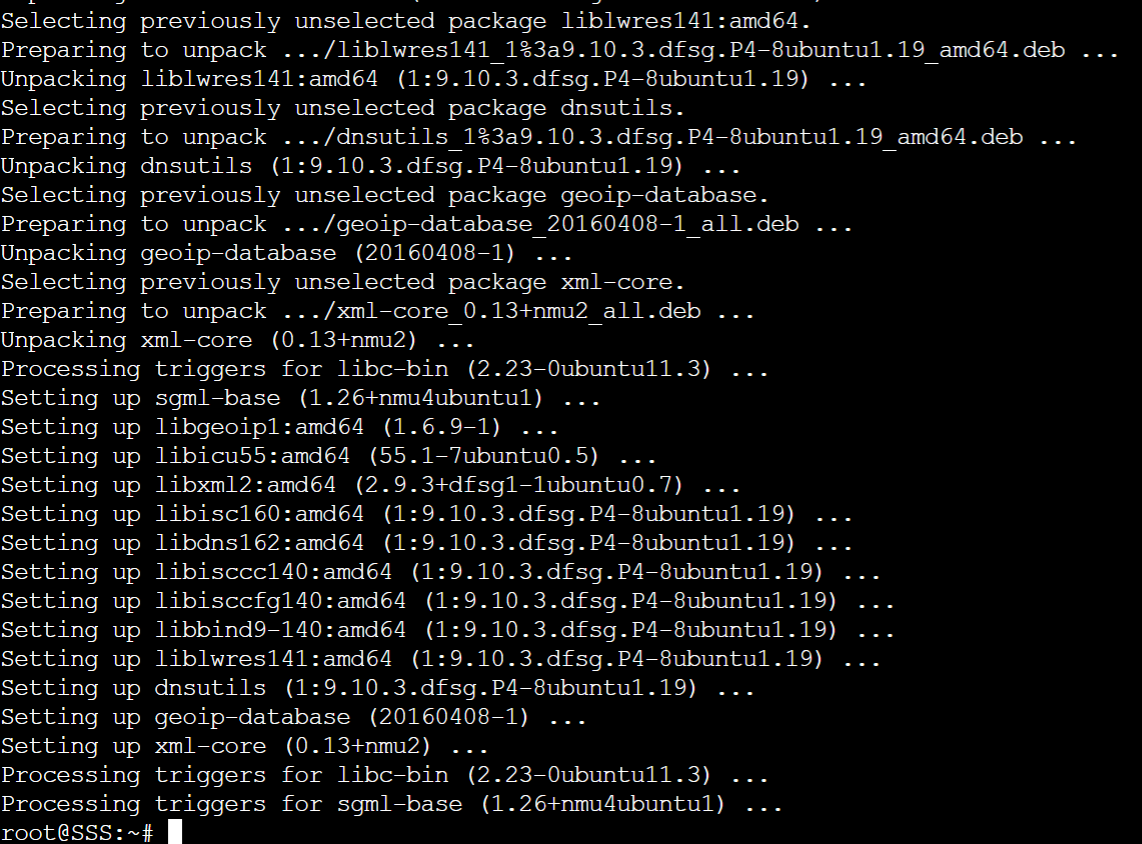 Selecting previously unselected package liblwres141:amd64.
Preparing to unpack .../liblwres141_1%3a9.10.3.dfsg.P4-8ubuntu1.19_amd64.deb ...
Unpacking liblwres141:amd64 (1:9.10.3.dfsg.P4-8ubuntu1.19) ...
Selecting previously unselected package dnsutils.
Preparing to unpack .../dnsutils_1%3a9.10.3.dfsg.P4-8ubuntu1.19_amd64.deb ...
Unpacking dnsutils (1:9.10.3.dfsg.P4-8ubuntu1.19) ...
Selecting previously unselected package geoip-database.
Preparing to unpack .../geoip-database_20160408-1_all.deb ...
Unpacking geoip-database (20160408-1) ...
Selecting previously unselected package xml-core.
Preparing to unpack .../xml-core_0.13+nmu2_all.deb ...
Unpacking xml-core (0.13+nmu2) ...
Processing triggers for libc-bin (2.23-0ubuntu11.3) ...
Setting up sgml-base (1.26+nmu4ubuntu1) ...
Setting up libgeoip1:amd64 (1.6.9-1) ...
Setting up libicu55:amd64 (55.1-7ubuntu0.5) ...
Setting up libxml2:amd64 (2.9.3+dfsg1-1ubuntu0.7) ...
Setting up libisc160:amd64 (1:9.10.3.dfsg.P4-8ubuntu1.19) ...
Setting up libdns162:amd64 (1:9.10.3.dfsg.P4-8ubuntu1.19) ...
Setting up libisccc140:amd64 (1:9.10.3.dfsg.P4-8ubuntu1.19) ...
Setting up libisccfg140:amd64 (1:9.10.3.dfsg.P4-8ubuntu1.19) ...
Setting up libbind9-140:amd64 (1:9.10.3.dfsg.P4-8ubuntu1.19) ...
Setting up liblwres141:amd64 (1:9.10.3.dfsg.P4-8ubuntu1.19) ...
Setting up dnsutils (1:9.10.3.dfsg.P4-8ubuntu1.19) ...
Setting up geoip-database (20160408-1) ...
Setting up xml-core (0.13+nmu2) ...
Processing triggers for libc-bin (2.23-0ubuntu11.3) ...
Processing triggers for sgml-base (1.26+nmu4ubuntu1) ...
root@SSS:~#